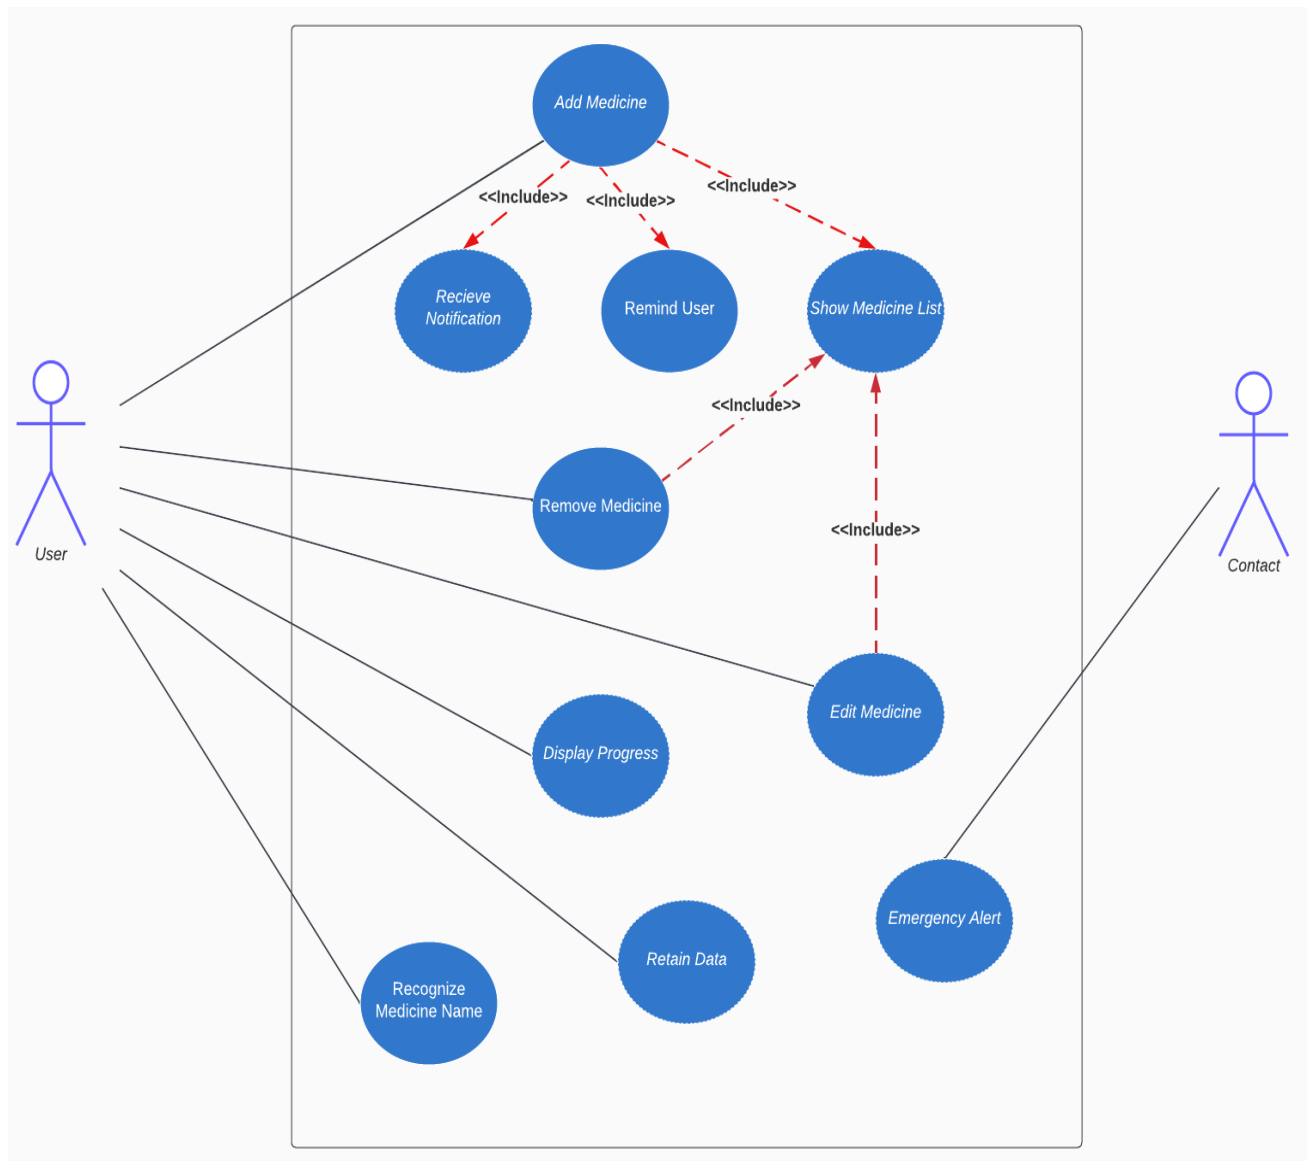 Add Medicine
<<Include>>
<<Include>>
<<Include>>
Recieve
Notification
Remind User
Show Medicine List
<<Include>>
Remove Medicine
<<Include>>
User
Contact
Edit Medicine
Display Progress
Emergency Alert
Retain Data
Recognize
Medicine Name